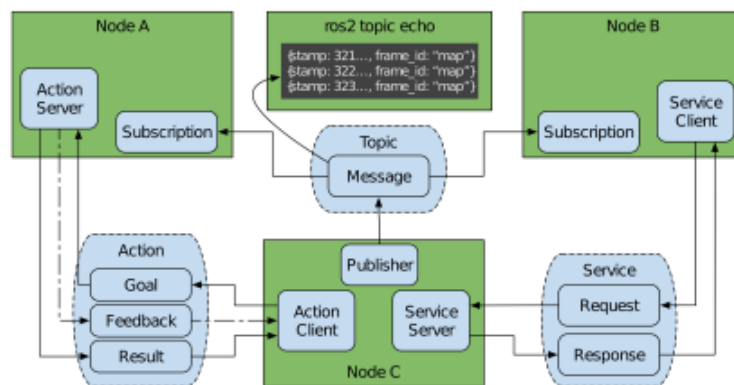 Node A
ros2 topic echo
Node B
{stamp: 321..., frame_id: "map"}
{stamp: 322..., frame_id: "map"}
{stamp: 323..., frame_id: "map"}
Action
Server
Subscription
Subscription
Service
Client
Topic
Message
Action
Goal
Feedback
Result
Publisher
Action
Client
Service
Server
Node C
Service
Request
Response